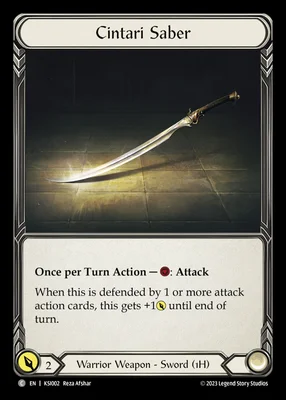 Cintari Saber
Once per Turn Action — : Attack
When this is defended by 1 or more attack
action cards, this gets +1 until end of
turn.
2
Warrior Weapon - Sword (1H)
C EN | KSI002 Reza Afshar
© 2023 Legend Story Studios